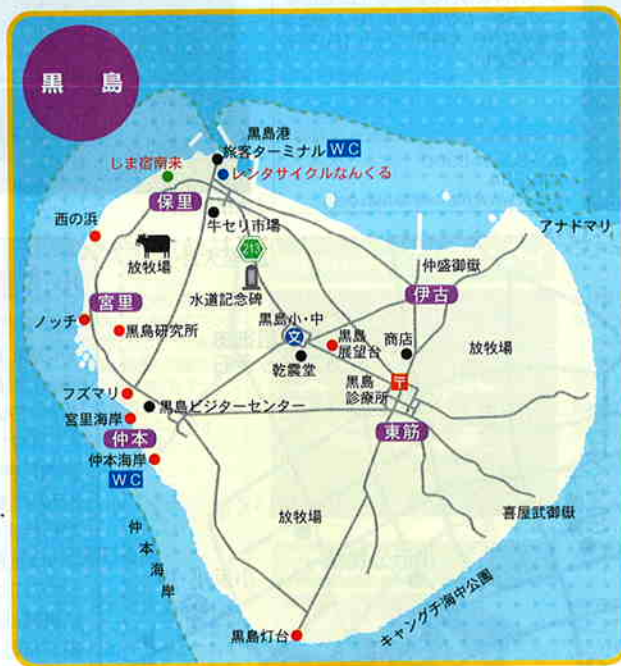 黒島
黒島港
旅客ターミナル WC
しま宿南来
レンタサイクルなんくる
保里
牛セリ市場
西の浜
放牧場
213
アナドマリ
仲盛御嶽
水道記念碑
伊古
宮里
ノッチ
黒島研究所
黒島小・中
文
黒島
展望台
商店
放牧場
乾震堂
黒島
診療所
〒
フズマリ
黒島ビジターセンター
宮里海岸
仲本
東筋
仲本海岸
WC
放牧場
喜屋武御嶽
仲本海岸
キャングチ海中公園
黒島灯台